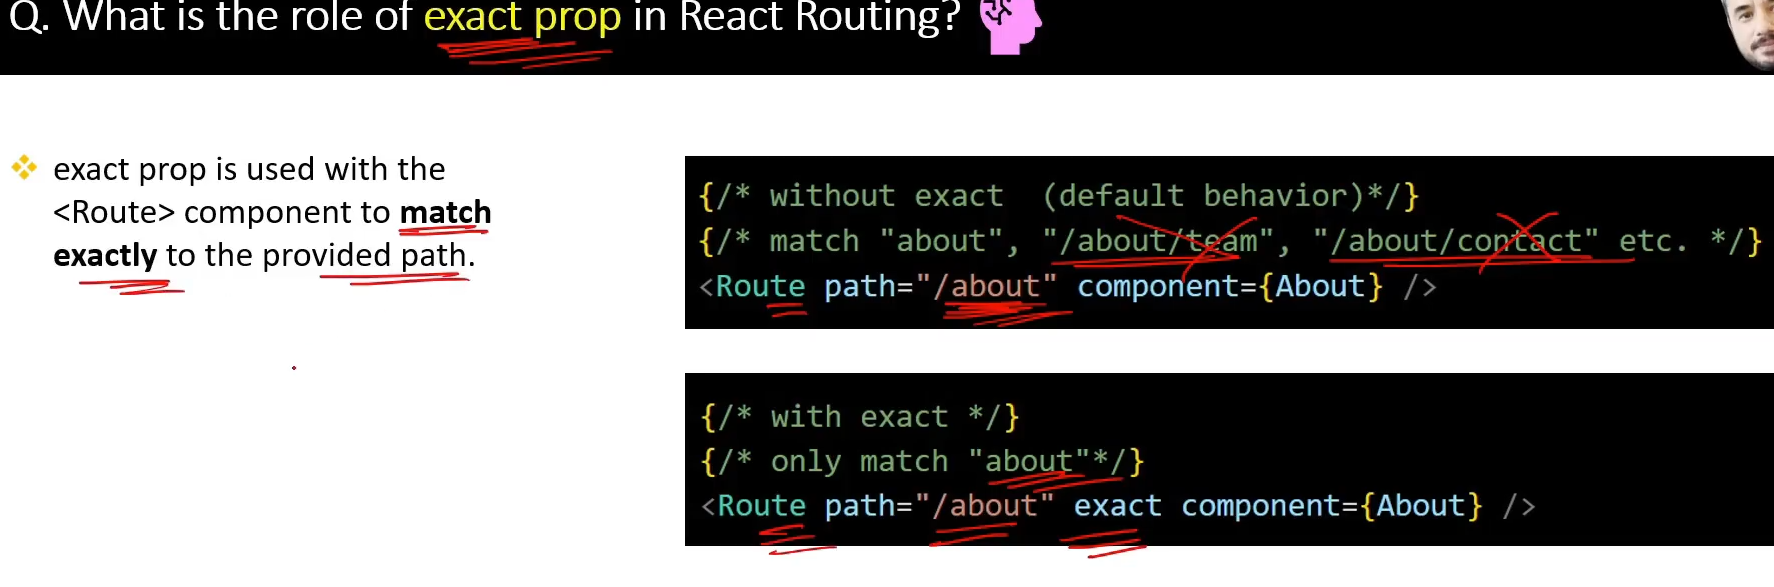 Q. What is the role of exact prop in React Routing?
exact prop is used with the
<Route> component to match
exactly to the provided path.
{/* without exact  (default behavior)*/}
{/* match "about", "/about/team", "/about/contact" etc. */}
<Route path="/about" component={About} />
{/* with exact */}
{/* only match "about"*/}
<Route path="/about" exact component={About} />